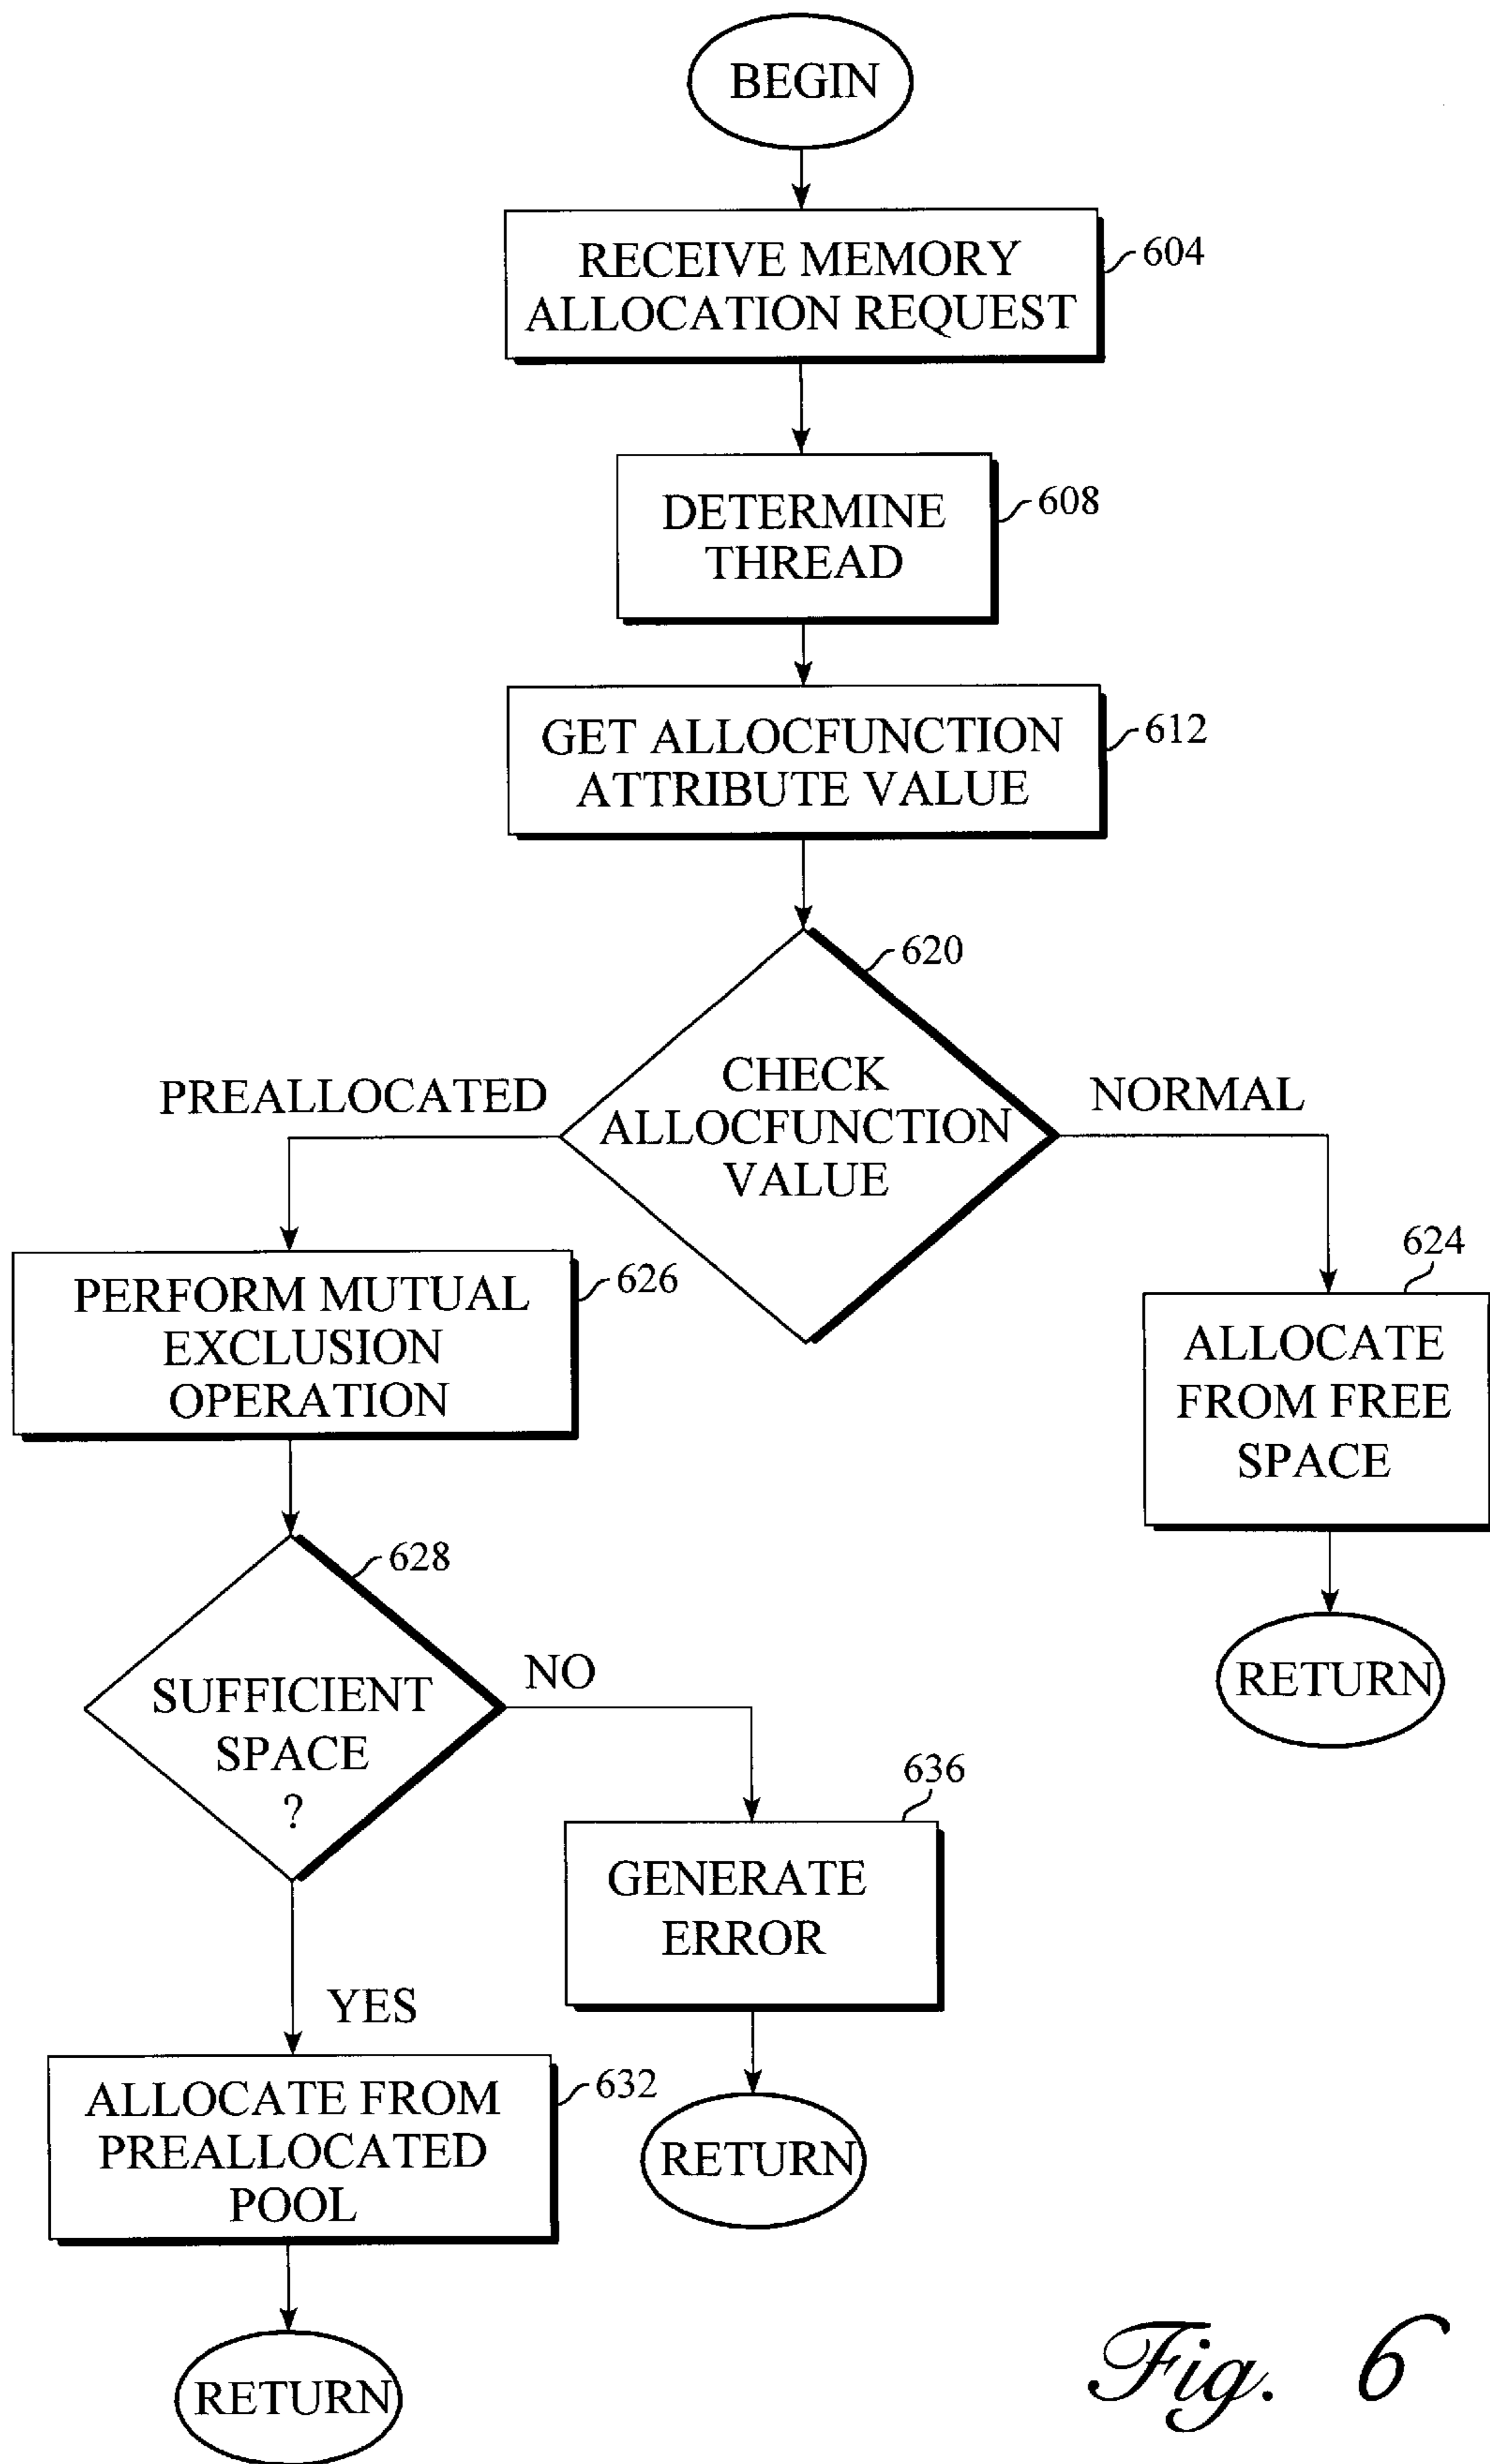 BEGIN
RECEIVE MEMORY
ALLOCATION REQUEST
604
DETERMINE
THREAD
608
GET ALLOCFUNCTION
ATTRIBUTE VALUE
612
620
CHECK
ALLOCFUNCTION
VALUE
PREALLOCATED
NORMAL
PERFORM MUTUAL
EXCLUSION
OPERATION
626
624
ALLOCATE
FROM FREE
SPACE
RETURN
628
SUFFICIENT
SPACE
?
NO
636
GENERATE
ERROR
RETURN
YES
ALLOCATE FROM
PREALLOCATED
POOL
632
RETURN
Fig. 6